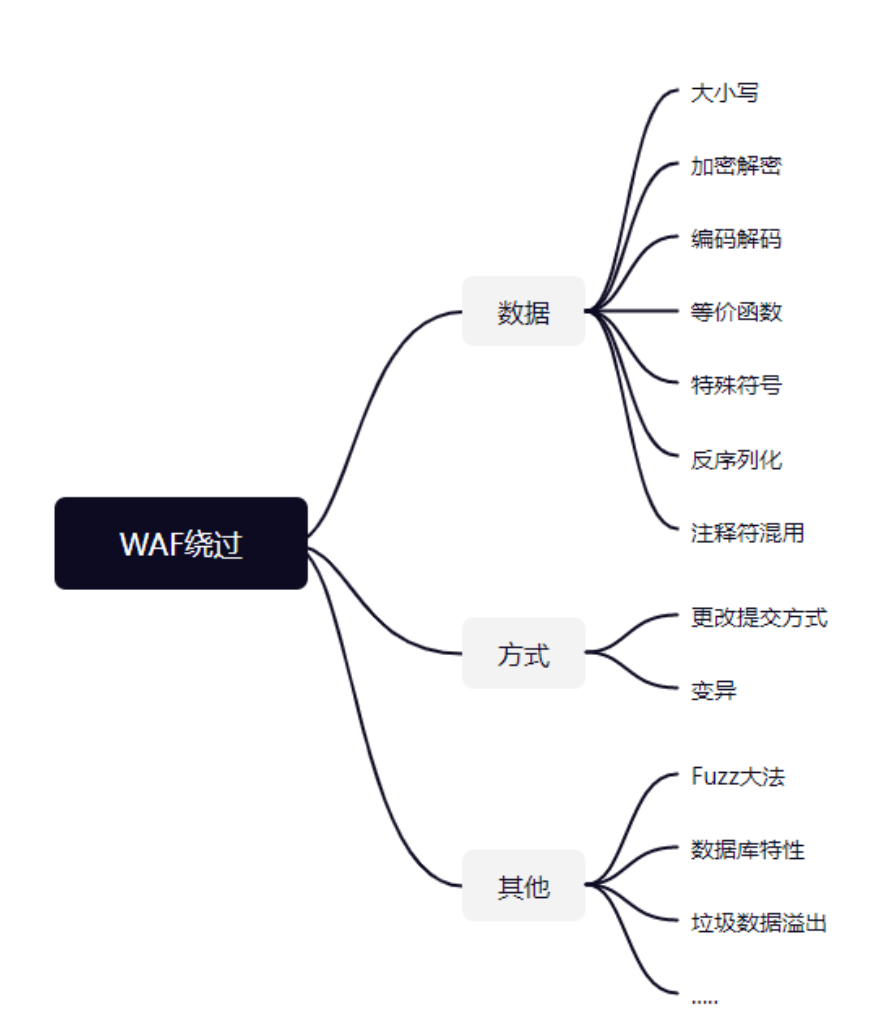 WAF绕过
数据
大小写
加密解密
编码解码
等价函数
特殊符号
反序列化
注释符混用
方式
更改提交方式
变异
其他
Fuzz大法
数据库特性
垃圾数据溢出
.....